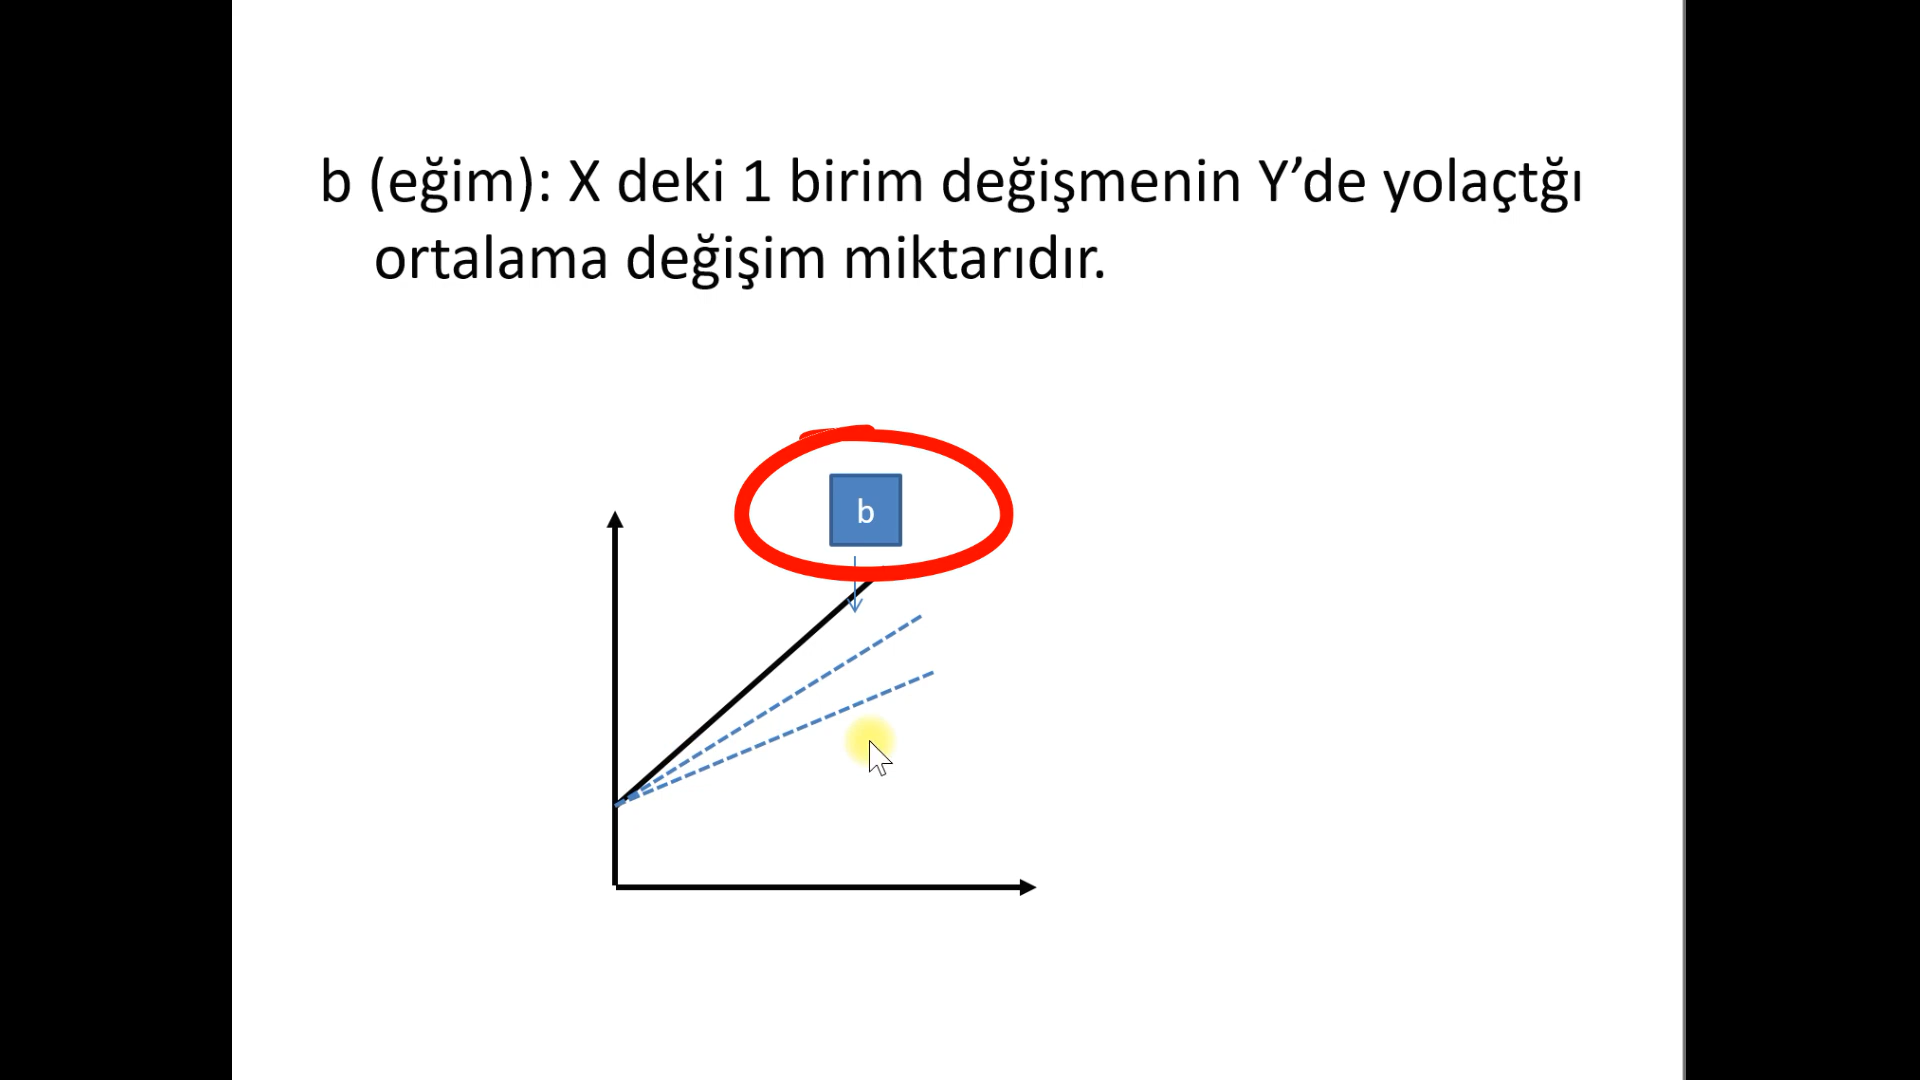 b (eğim): X deki 1 birim değişmenin Y’de yolaçtğı
ortalama değişim miktarıdır.
b